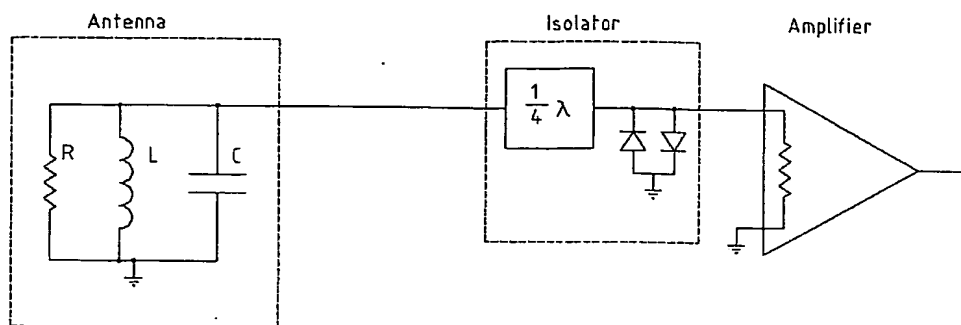 Antenna
Isolator
Amplifier
R
L
C
1
4
λ